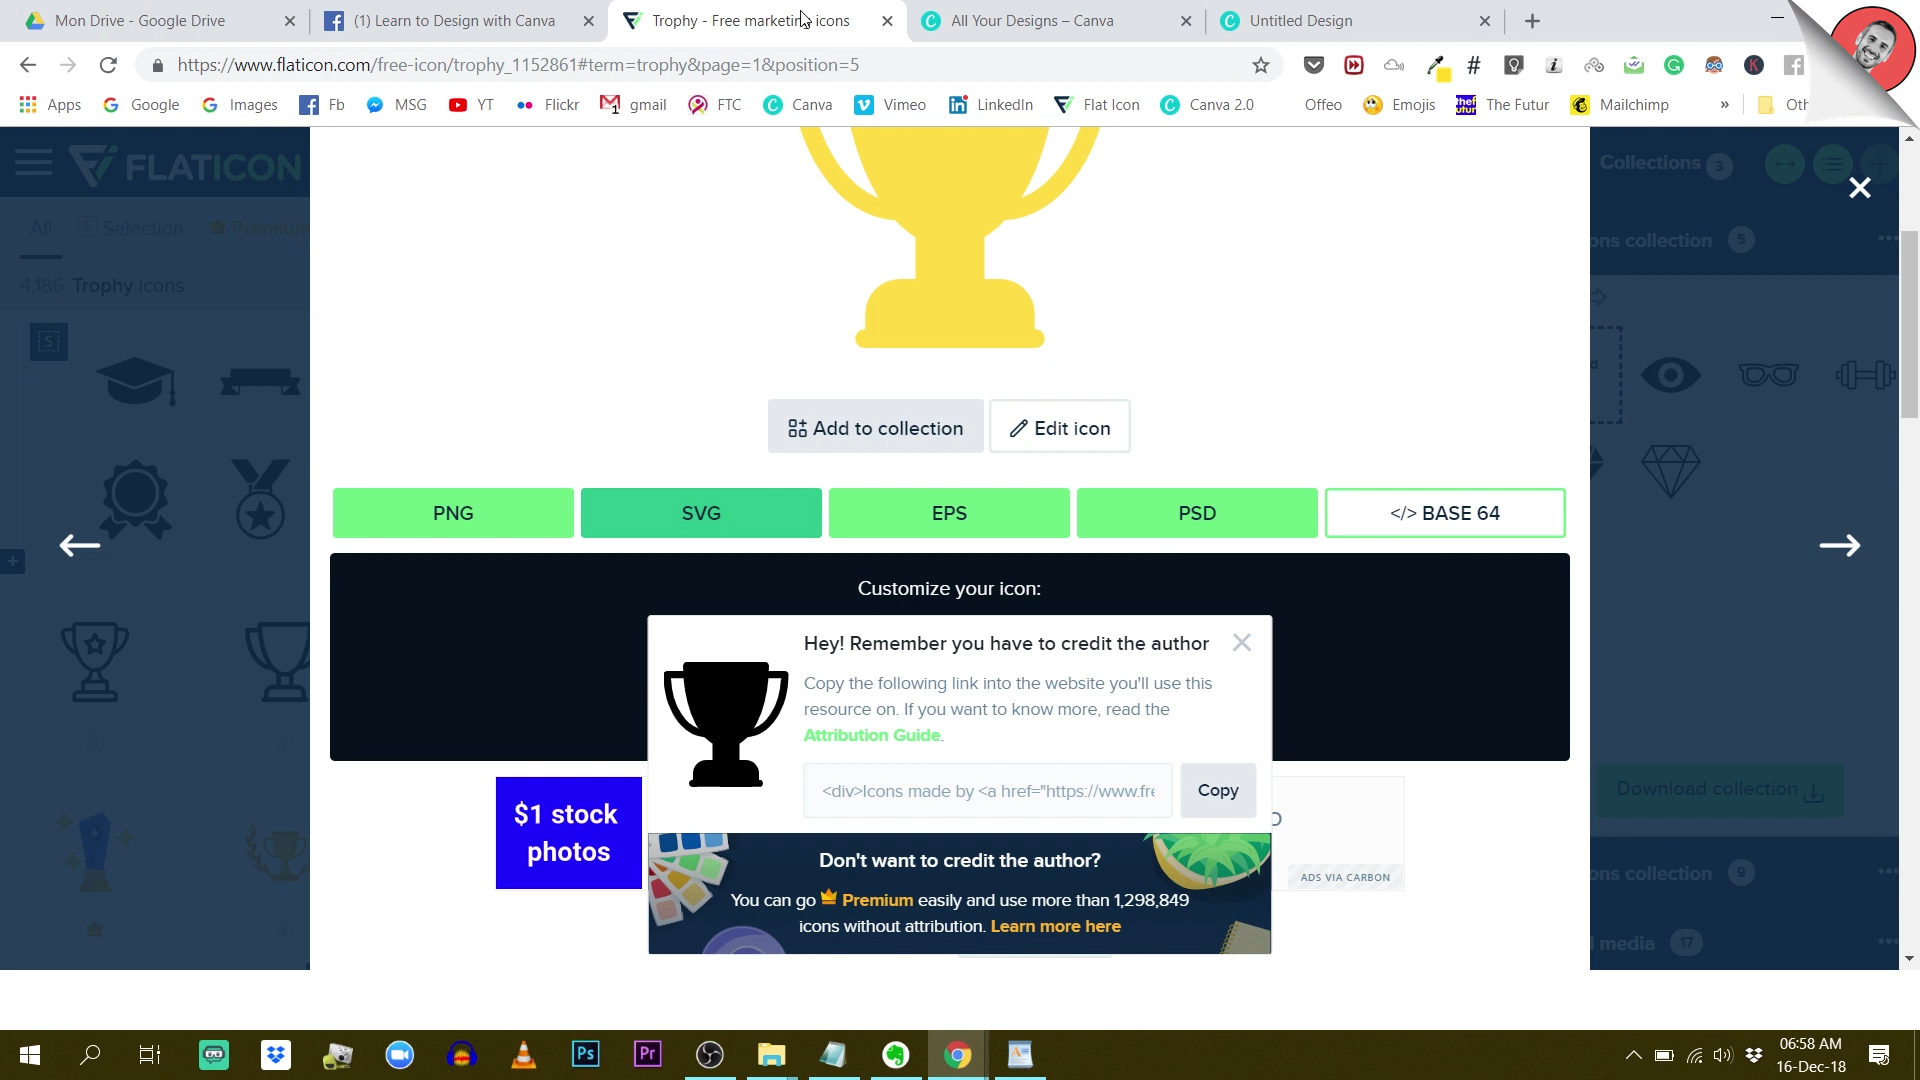 Mon Drive - Google Drive
(1) Learn to Design with Canva
Trophy - Free marketing icons
All Your Designs – Canva
Untitled Design
https://www.flaticon.com/free-icon/trophy_1152861#term=trophy&page=1&position=5
Apps
Google
Images
Fb
MSG
YT
Flickr
gmail
FTC
Canva
Vimeo
LinkedIn
Flat Icon
Canva 2.0
Offeo
Emojis
The Futur
Mailchimp
»
FLATICON
Collections 3
All
Selection
Premium
collection 5
4,186 Trophy Icons
Add to collection
Edit icon
PNG
SVG
EPS
PSD
</> BASE 64
Customize your icon:
Hey! Remember you have to credit the author
Copy the following link into the website you'll use this
resource on. If you want to know more, read the
Attribution Guide.
<div>Icons made by <a href="https://www.fre
Copy
$1 stock
photos
ADS VIA CARBON
Don't want to credit the author?
You can go Premium easily and use more than 1,298,849
icons without attribution. Learn more here
Download collection
collection 9
media 17
Ps
Pr
06:58 AM
16-Dec-18